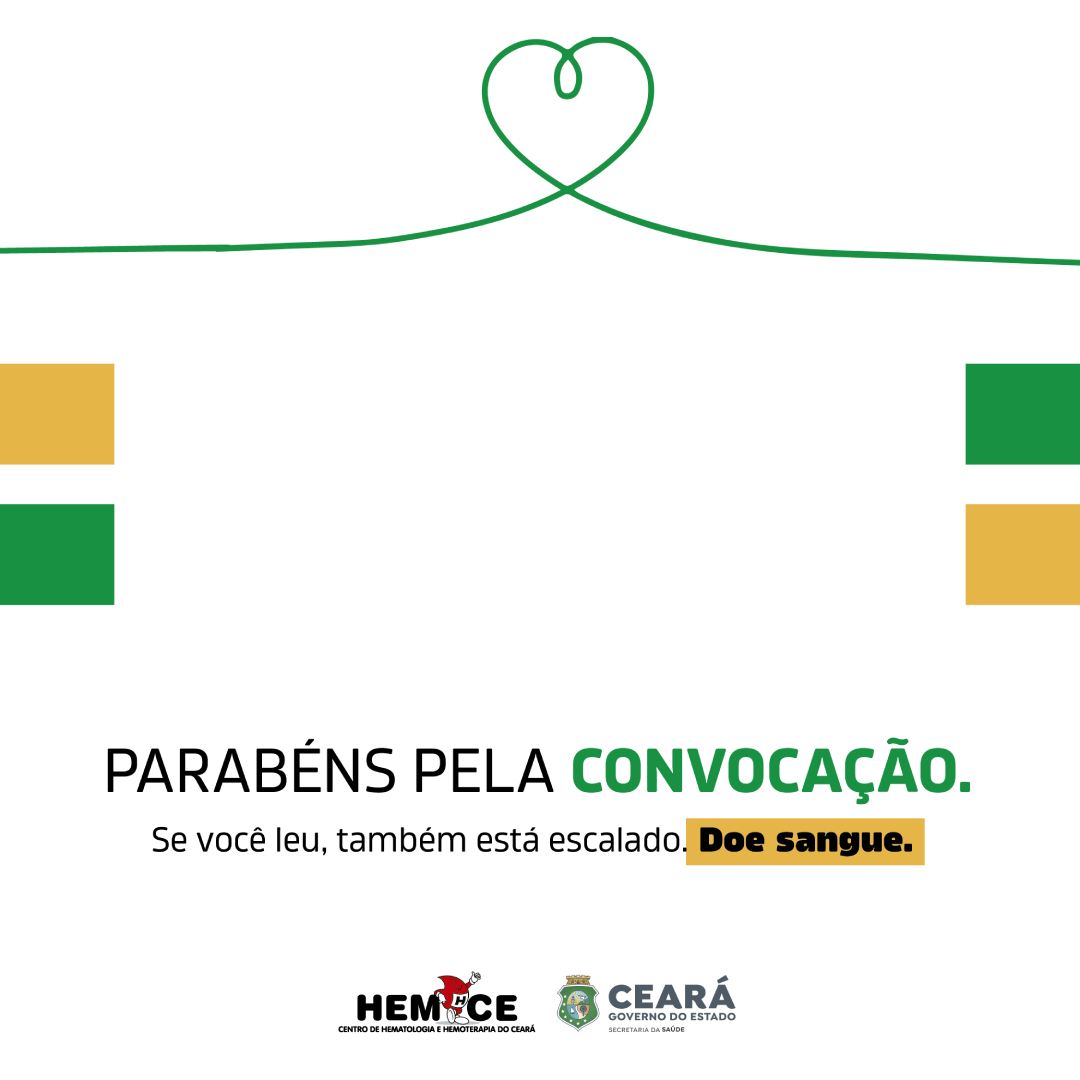 PARABÉNS PELA CONVOCAÇÃO.
Se você leu, também está escalado. Doe sangue.
HEMOCE
CENTRO DE HEMATOLOGIA E HEMOTERAPIA DO CEARÁ
CEARÁ
GOVERNO DO ESTADO
SECRETARIA DA SAÚDE